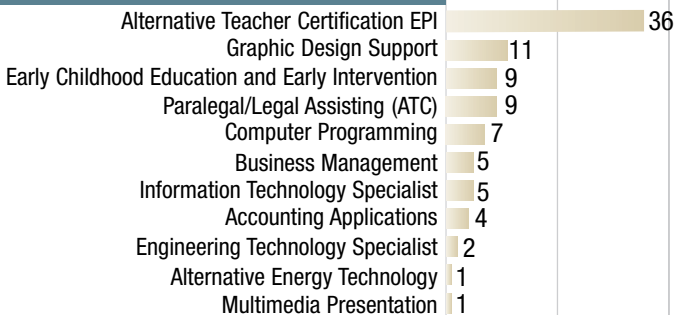 Alternative Teacher Certification EPI 36
Graphic Design Support 11
Early Childhood Education and Early Intervention 9
Paralegal/Legal Assisting (ATC) 9
Computer Programming 7
Business Management 5
Information Technology Specialist 5
Accounting Applications 4
Engineering Technology Specialist 2
Alternative Energy Technology 1
Multimedia Presentation 1